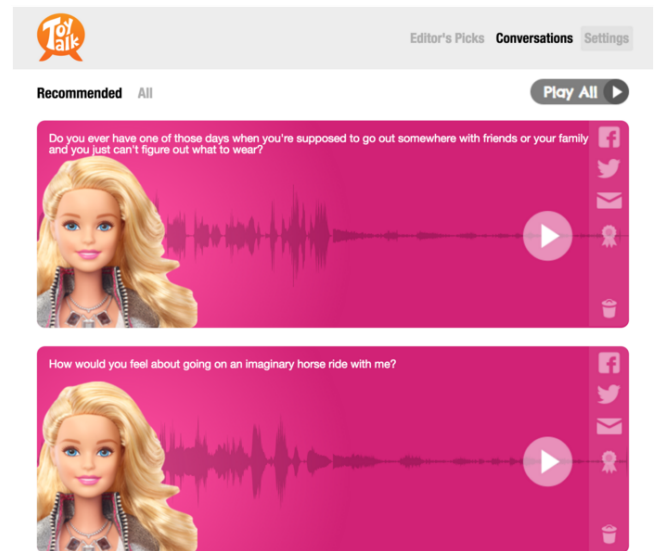 Toy
Talk
Editor's Picks Conversations Settings
Recommended All
Play All
Do you ever have one of those days when you're supposed to go out somewhere with friends or your family
and you just can't figure out what to wear?
How would you feel about going on an imaginary horse ride with me?